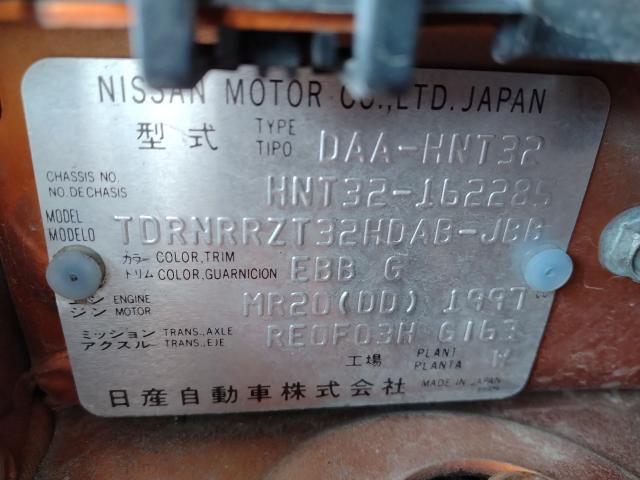 NISSAN MOTOR CO.,LTD. JAPAN
型式 TYPE TIPO DAA-HNT32
CHASSIS NO. NO.DE CHASIS HNT32-162285
MODEL MODELO TDRNRRZT32HDAB-JBB
カラー COLOR,TRIM トリム COLOR,GUARNICION EBB G
ENGINE ジン MOTOR MR20(DD) 1997
ミッション TRANS.,AXLE アクスル TRANS.,EJE RE0F03H G163
工場 PLANT PLANTA
日産自動車株式会社 MADE IN JAPAN